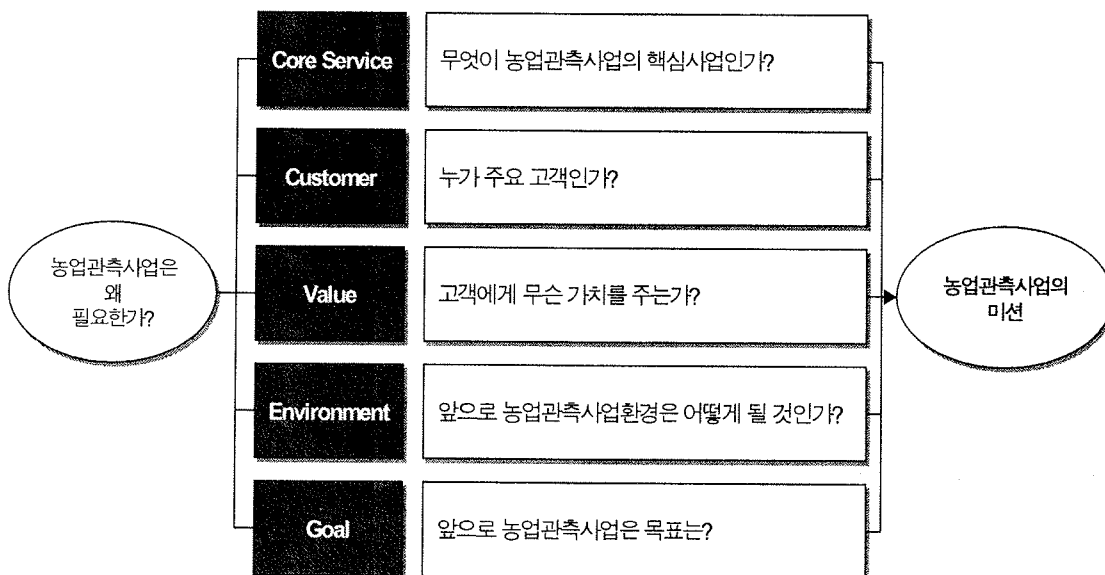 Core Service
무엇이 농업관측사업의 핵심사업인가?
Customer
누가 주요 고객인가?
농업관측사업은
왜
필요한가?
Value
고객에게 무슨 가치를 주는가?
농업관측사업의
미션
Environment
앞으로 농업관측사업환경은 어떻게 될 것인가?
Goal
앞으로 농업관측사업은 목표는?